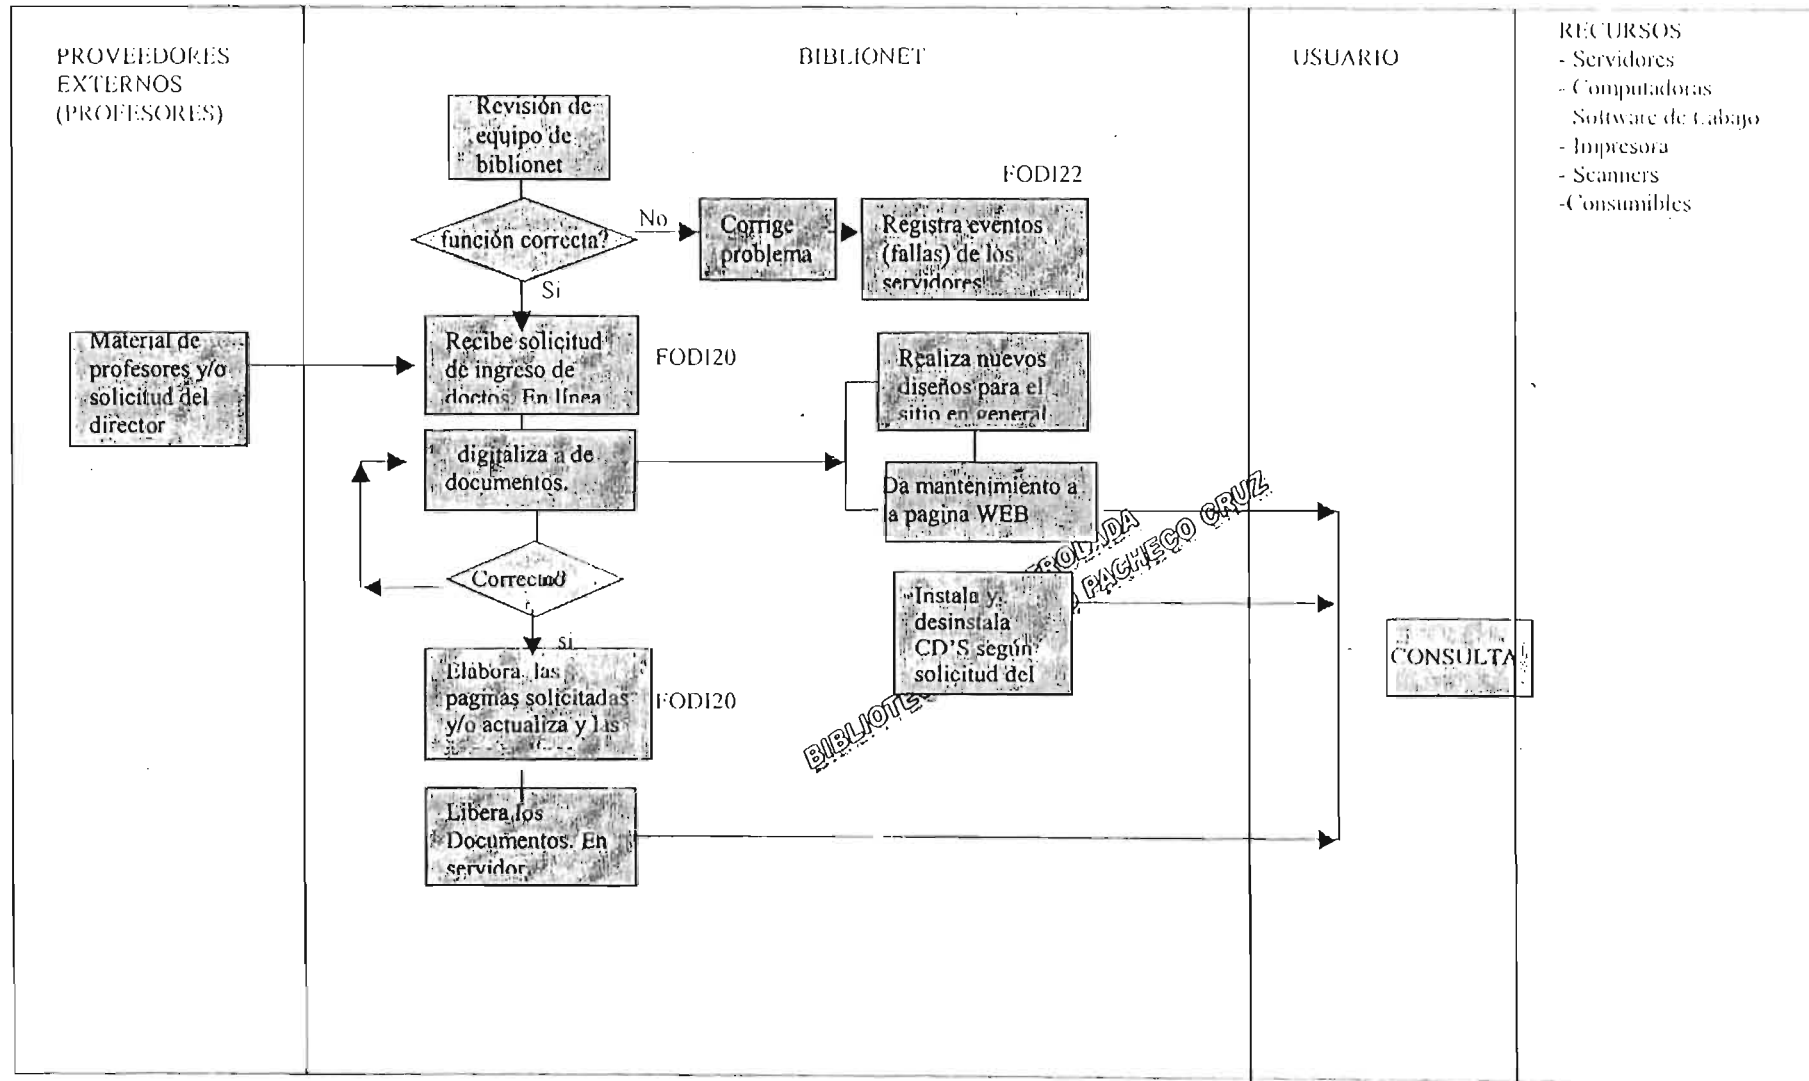 PROVEEDORES
EXTERNOS
(PROFESORES)
BIBLIONET
USUARIO
RECURSOS
- Servidores
- Computadoras
Software de trabajo
- Impresora
- Scanners
-Consumibles
Revisión de
equipo de
biblionet
función correcta?
No
Si
Corrige
problema
FODI22
Registra eventos
(fallas) de los
servidores
Material de
profesores y/o
solicitud del
director
Recibe solicitud
de ingreso de
doctos. En línea
FODI20
Realiza nuevos
diseños para el
sitio en general
digitaliza a de
documentos.
Da mantenimiento a
la pagina WEB
si
Instala y
desinstala
CD'S según
solicitud del
CONSULTA
Elabora las
paginas solicitadas
y/o actualiza y las
FODI20
Libera los
Documentos. En
servidor
PACHECO CRUZ